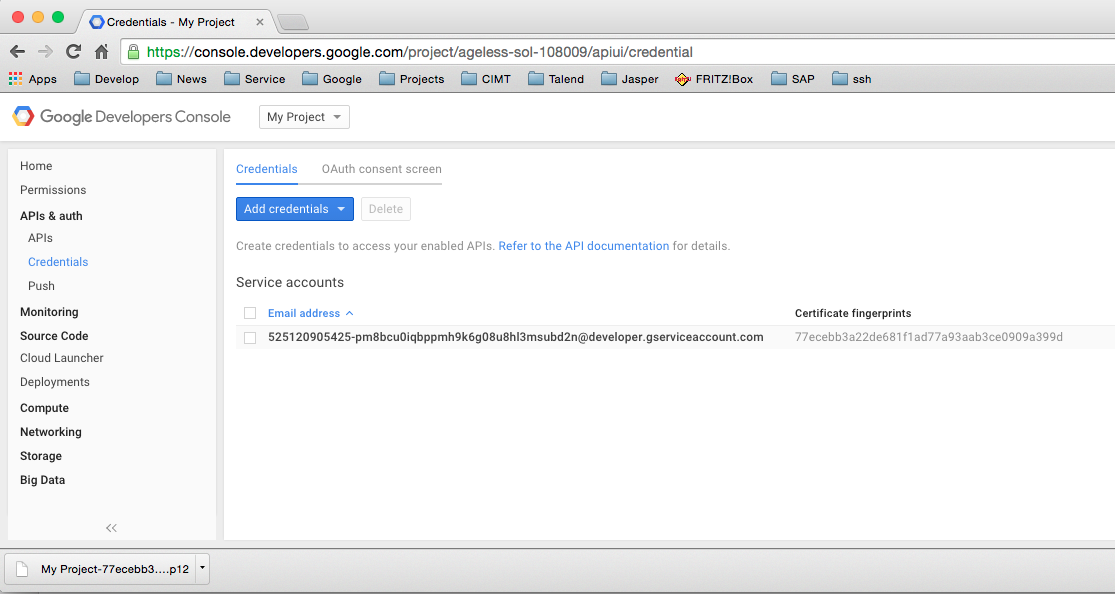 Credentials - My Project
https://console.developers.google.com/project/ageless-sol-108009/apiui/credential
Apps Develop News Service Google Projects CIMT Talend Jasper FRITZ!Box SAP ssh
Google Developers Console My Project
Home
Permissions
APIs & auth
APIs
Credentials
Push
Monitoring
Source Code
Cloud Launcher
Deployments
Compute
Networking
Storage
Big Data
Credentials OAuth consent screen
Add credentials Delete
Create credentials to access your enabled APIs. Refer to the API documentation for details.
Service accounts
Email address Certificate fingerprints
525120905425-pm8bcu0iqbppmh9k6g08u8hl3msubd2n@developer.gserviceaccount.com 77ecebb3a22de681f1ad77a93aab3ce0909a399d
My Project-77ecebb3....p12